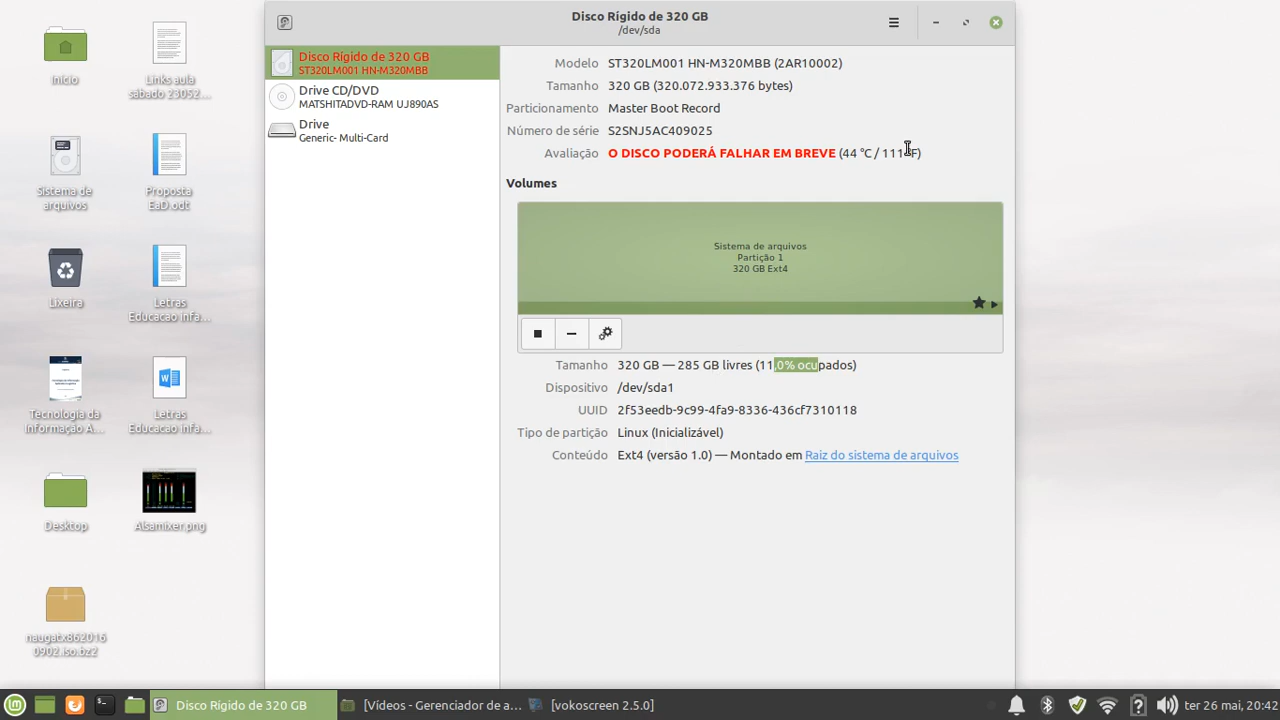 Início
Links aula
sábado 23052...
Sistema de
arquivos
Proposta
EaD.odt
Lixeira
Letras
Educacao Infa...
Tecnologia da
Informação A...
Letras
Educacao Infa...
Desktop
Alsamixer.png
naugatx862016
0902.iso.bz2
Disco Rígido de 320 GB
/dev/sda
Disco Rígido de 320 GB
ST320LM001 HN-M320MBB
Drive CD/DVD
MATSHITADVD-RAM UJ890AS
Drive
Generic- Multi-Card
Modelo ST320LM001 HN-M320MBB (2AR10002)
Tamanho 320 GB (320.072.933.376 bytes)
Particionamento Master Boot Record
Número de série S2SNJ5AC409025
Avaliação O DISCO PODERÁ FALHAR EM BREVE (44 °C / 111 °F)
Volumes
Sistema de arquivos
Partição 1
320 GB Ext4
Tamanho 320 GB — 285 GB livres (11,0% ocupados)
Dispositivo /dev/sda1
UUID 2f53eedb-9c99-4fa9-8336-436cf7310118
Tipo de partição Linux (Inicializável)
Conteúdo Ext4 (versão 1.0) — Montado em Raiz do sistema de arquivos
Disco Rígido de 320 GB
[Vídeos - Gerenciador de a...
[vokoscreen 2.5.0]
ter 26 mai, 20:42